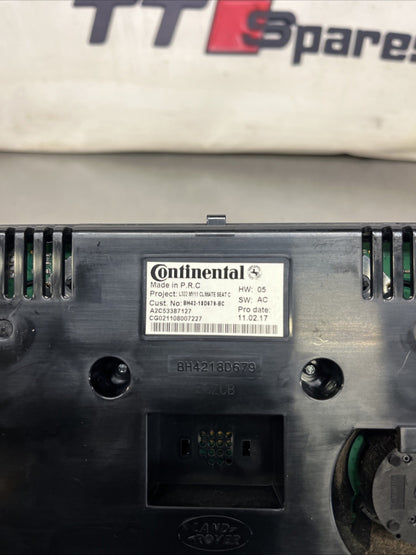 TT Spares
Continental
Made in P.R.C
HW: 05
Project: L322 MY11 CLIMATE SEAT C
SW: AC
Cust. No: BH42-18D679-BC
A2C53387127
Pro date:
CG021108007227
11.02.17
BH4218D679
LAND
ROVER